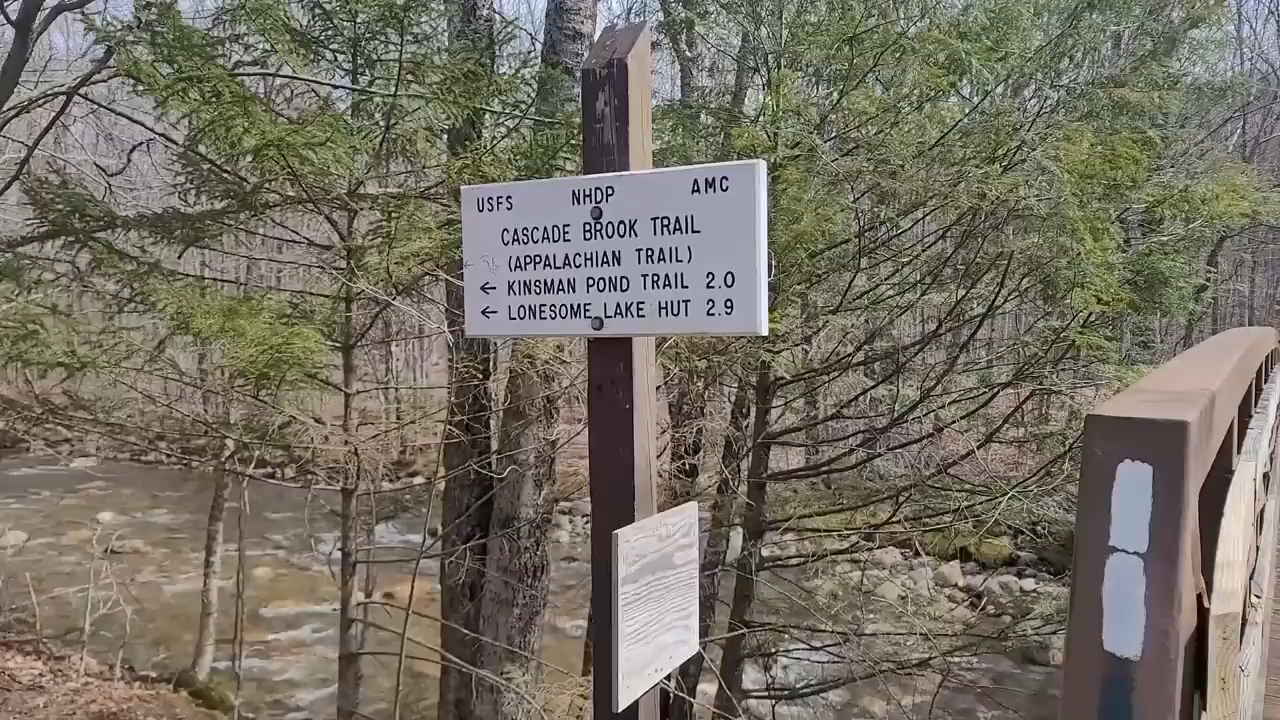 USFS NHDP AMC
CASCADE BROOK TRAIL
(APPALACHIAN TRAIL)
← KINSMAN POND TRAIL 2.0
← LONESOME LAKE HUT 2.9